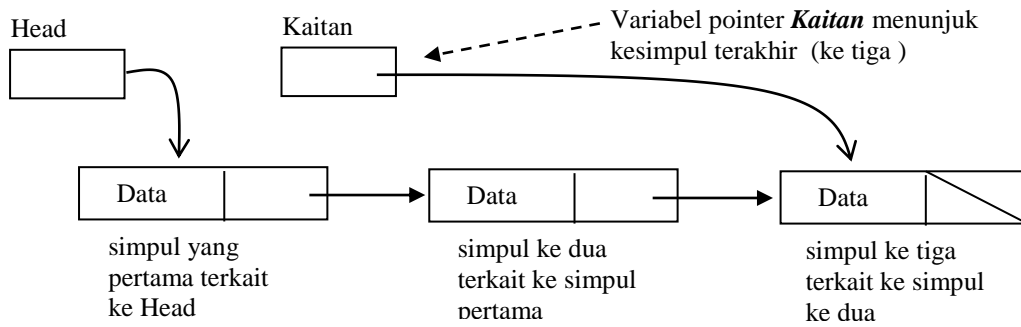 Head
Kaitan
Variabel pointer Kaitan menunjuk
kesimpul terakhir (ke tiga )
Data
Data
Data
simpul yang
pertama terkait
ke Head
simpul ke dua
terkait ke simpul
pertama
simpul ke tiga
terkait ke simpul
ke dua